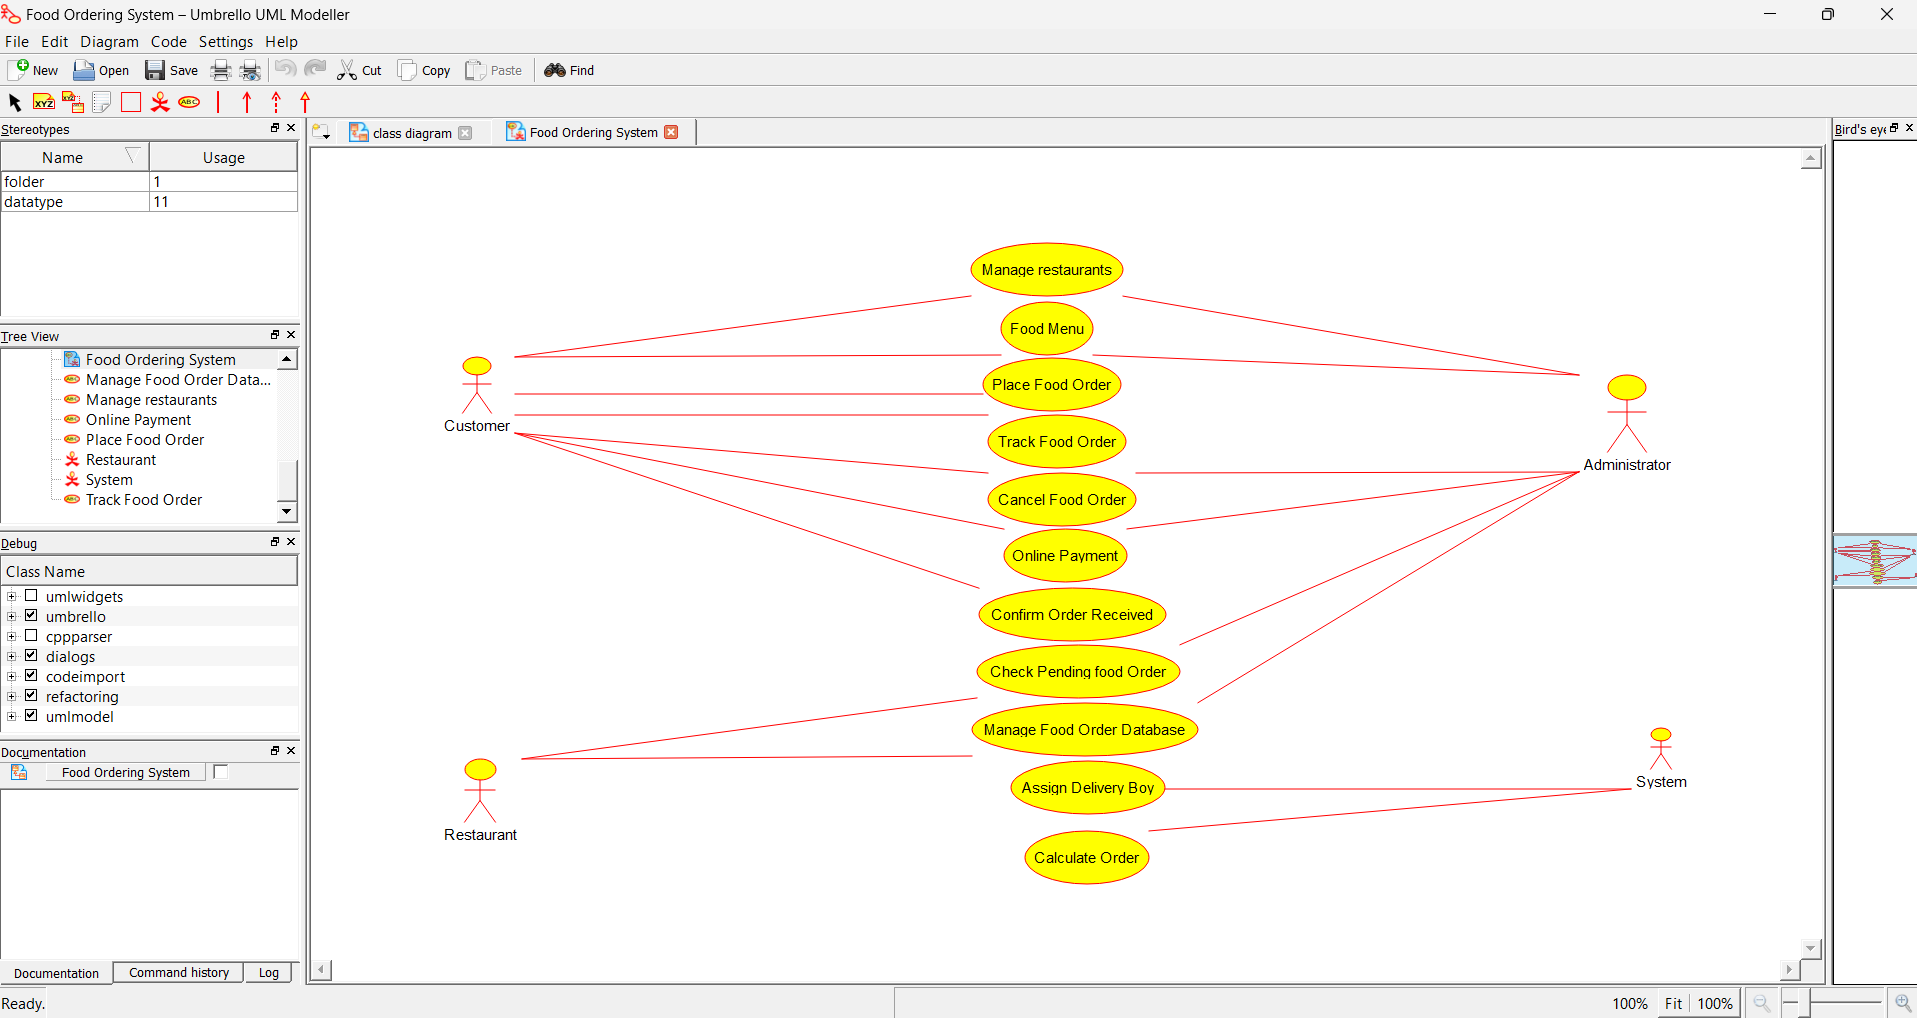 Food Ordering System – Umbrello UML Modeller
File Edit Diagram Code Settings Help
New Open Save Cut Copy Paste Find
XYZ XYZ ABC
Stereotypes
Name Usage
folder 1
datatype 11
Tree View
Food Ordering System
Manage Food Order Data...
Manage restaurants
Online Payment
Place Food Order
Restaurant
System
Track Food Order
Debug
Class Name
umlwidgets
umbrello
cppparser
dialogs
codeimport
refactoring
umlmodel
Documentation
Food Ordering System
Documentation Command history Log
Ready.
class diagram Food Ordering System
Manage restaurants
Food Menu
Place Food Order
Track Food Order
Cancel Food Order
Online Payment
Confirm Order Received
Check Pending food Order
Manage Food Order Database
Assign Delivery Boy
Calculate Order
Customer
Restaurant
Administrator
System
Bird's eye
100% Fit 100%